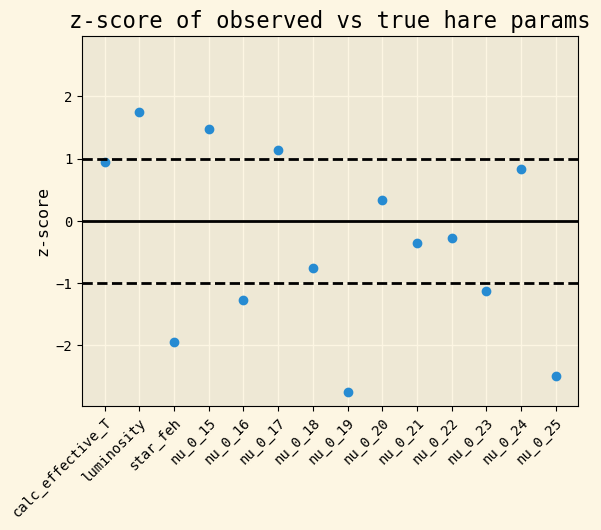 z-score of observed vs true hare params
z-score
2
1
0
−1
−2
calc_effective_T
luminosity
star_feh
nu_0_15
nu_0_16
nu_0_17
nu_0_18
nu_0_19
nu_0_20
nu_0_21
nu_0_22
nu_0_23
nu_0_24
nu_0_25